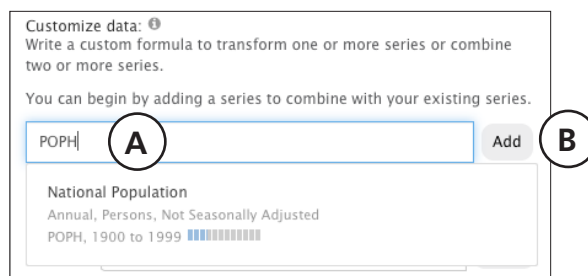 Customize data:
Write a custom formula to transform one or more series or combine
two or more series.
You can begin by adding a series to combine with your existing series.
POPH
A
Add
B
National Population
Annual, Persons, Not Seasonally Adjusted
POPH, 1900 to 1999